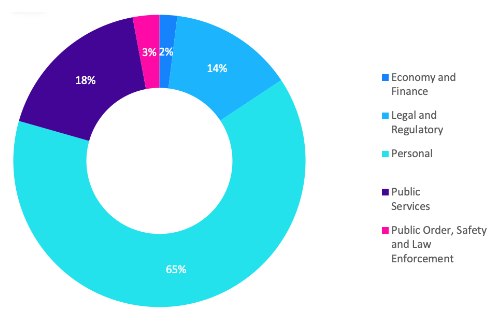 3%
2%
14%
18%
65%
Economy and
Finance
Legal and
Regulatory
Personal
Public
Services
Public Order, Safety
and Law
Enforcement